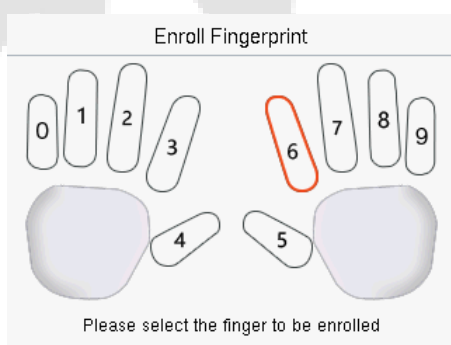 Enroll Fingerprint
0 1 2 3 6 7 8 9
4 5
Please select the finger to be enrolled